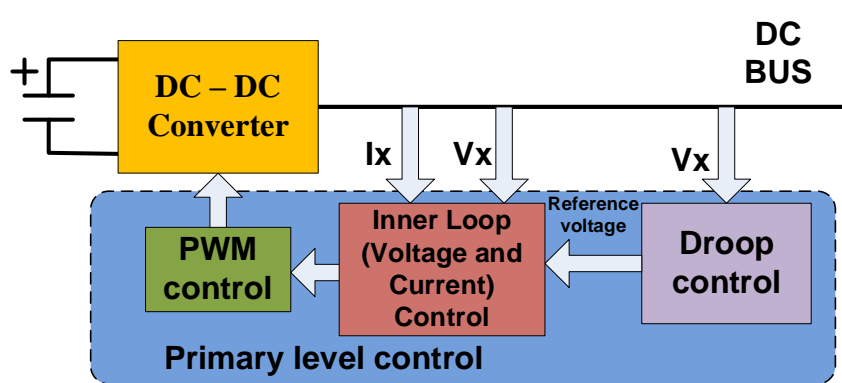 +
DC – DC
Converter
DC
BUS
Ix
Vx
Vx
Reference
voltage
PWM
control
Inner Loop
(Voltage and
Current)
Control
Droop
control
Primary level control